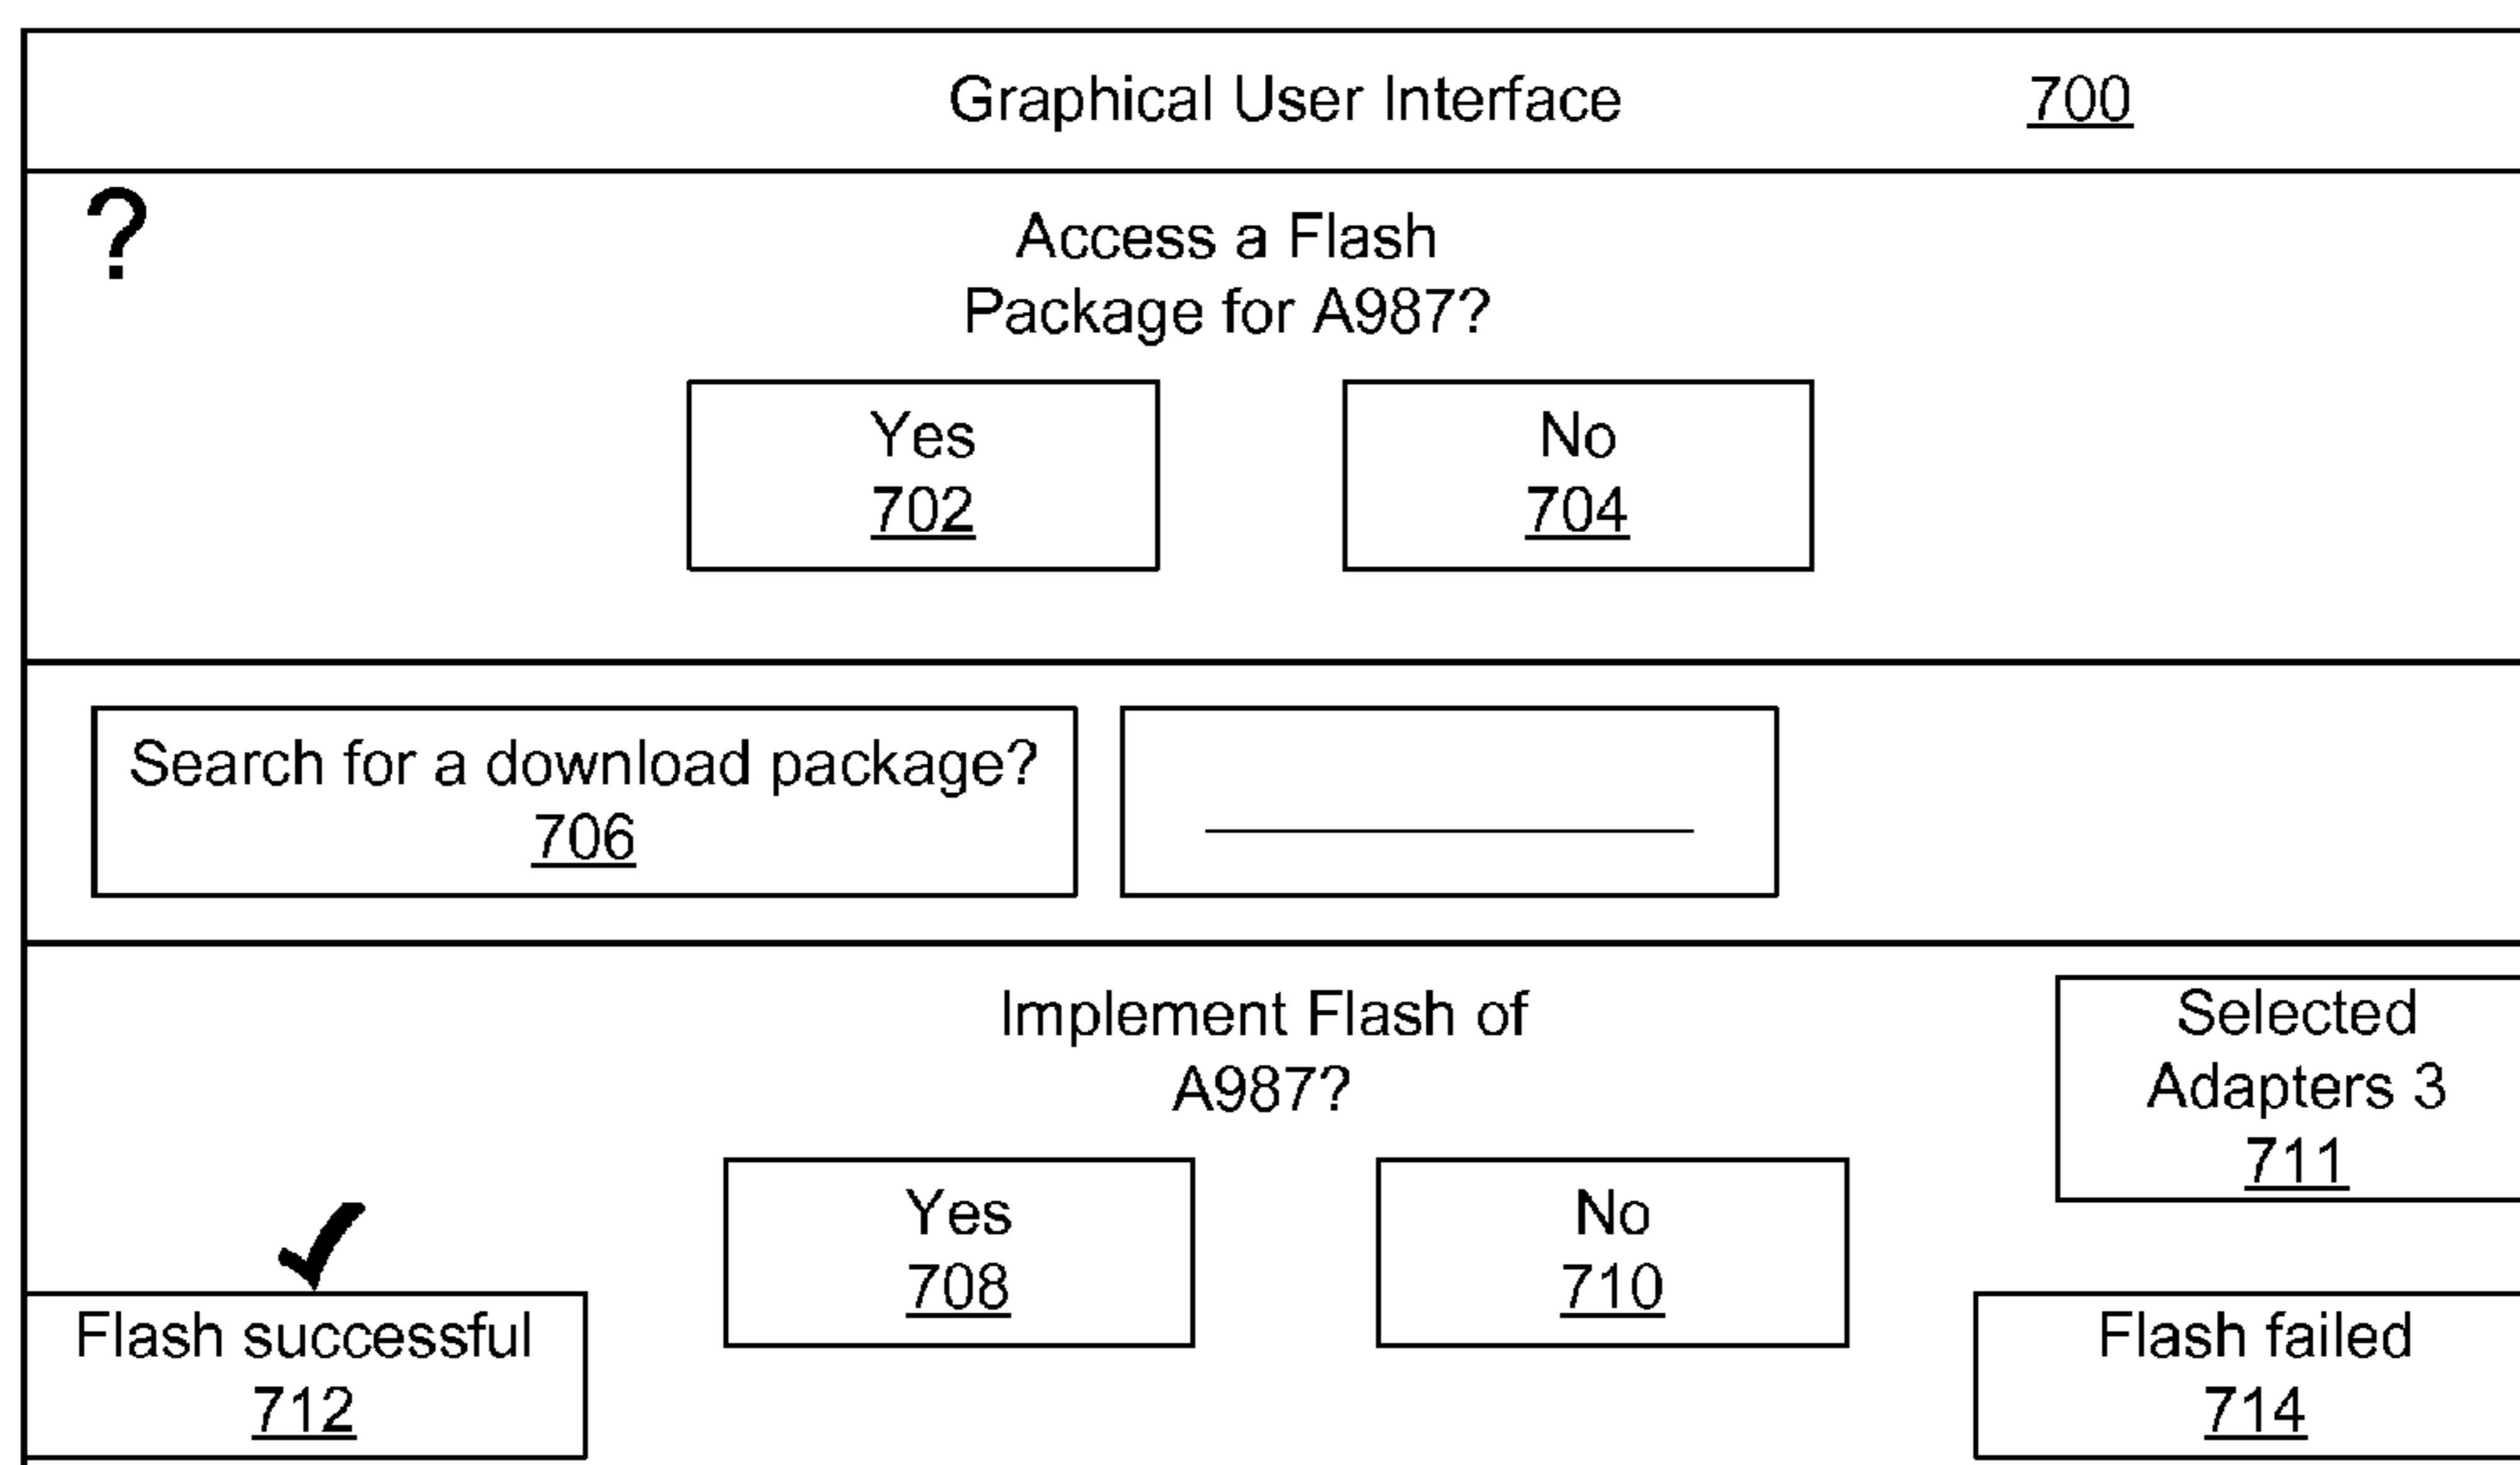 Graphical User Interface 700
?
Access a Flash
Package for A987?
Yes
702
No
704
Search for a download package?
706
Implement Flash of
A987?
Selected
Adapters 3
711
Yes
708
No
710
Flash successful
712
Flash failed
714